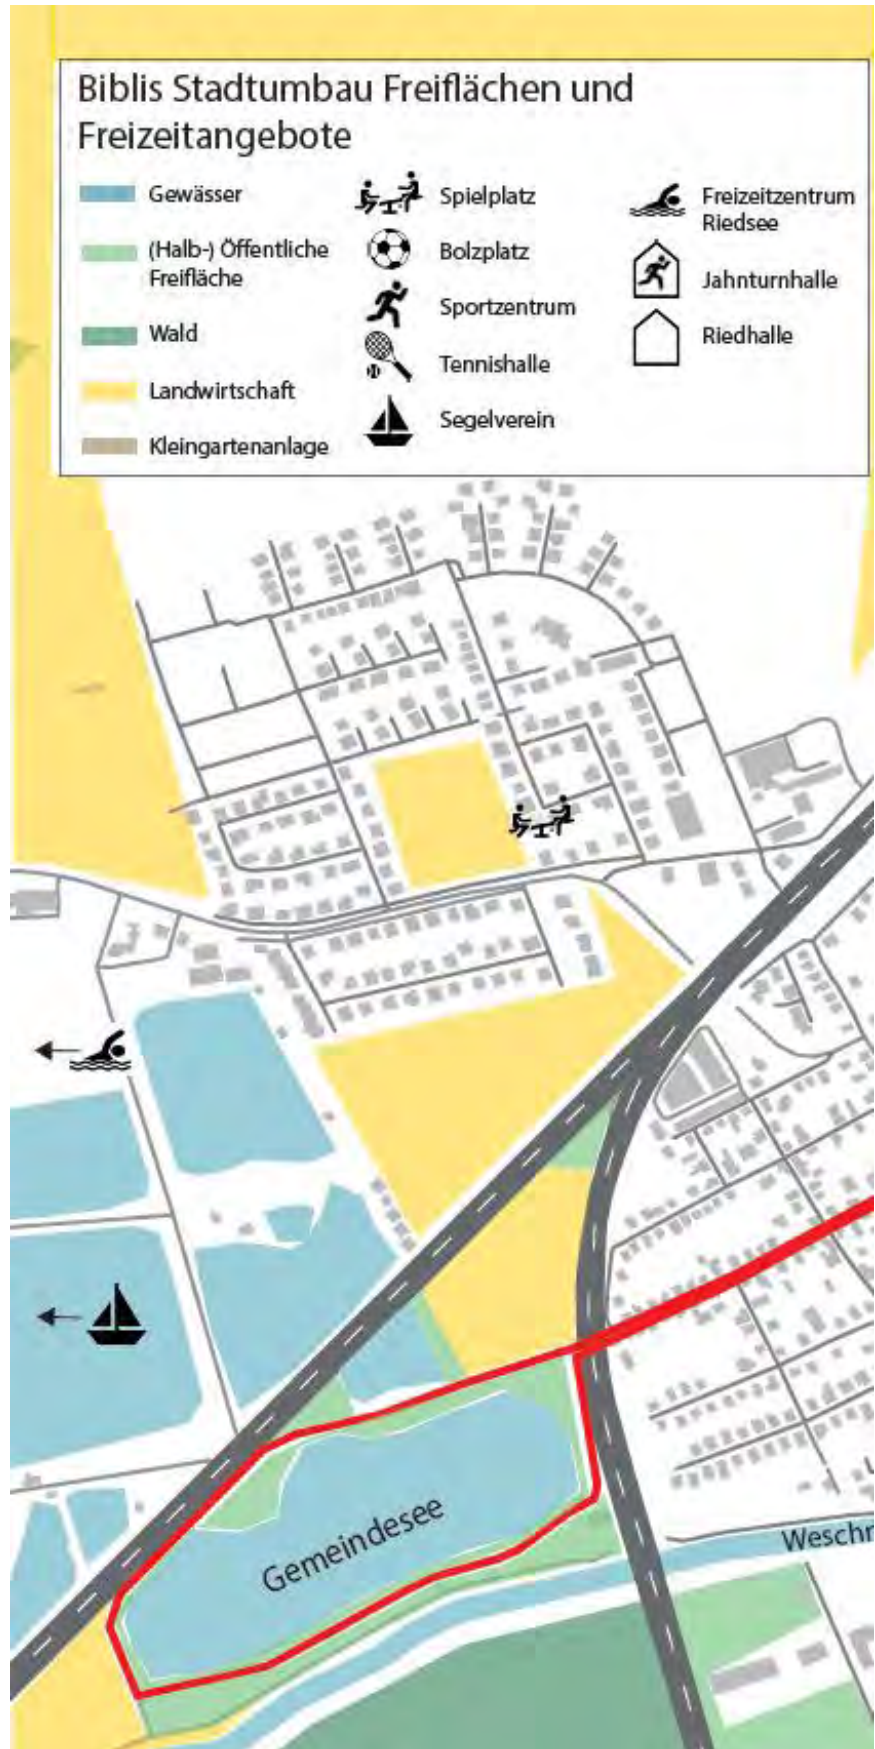 Biblis Stadtumbau Freiflächen und
Freizeitangebote
Gewässer
(Halb-) Öffentliche
Freifläche
Wald
Landwirtschaft
Kleingartenanlage
Spielplatz
Bolzplatz
Sportzentrum
Tennishalle
Segelverein
Freizeitzentrum
Riedsee
Jahnturnhalle
Riedhalle
Gemeindesee
Weschn